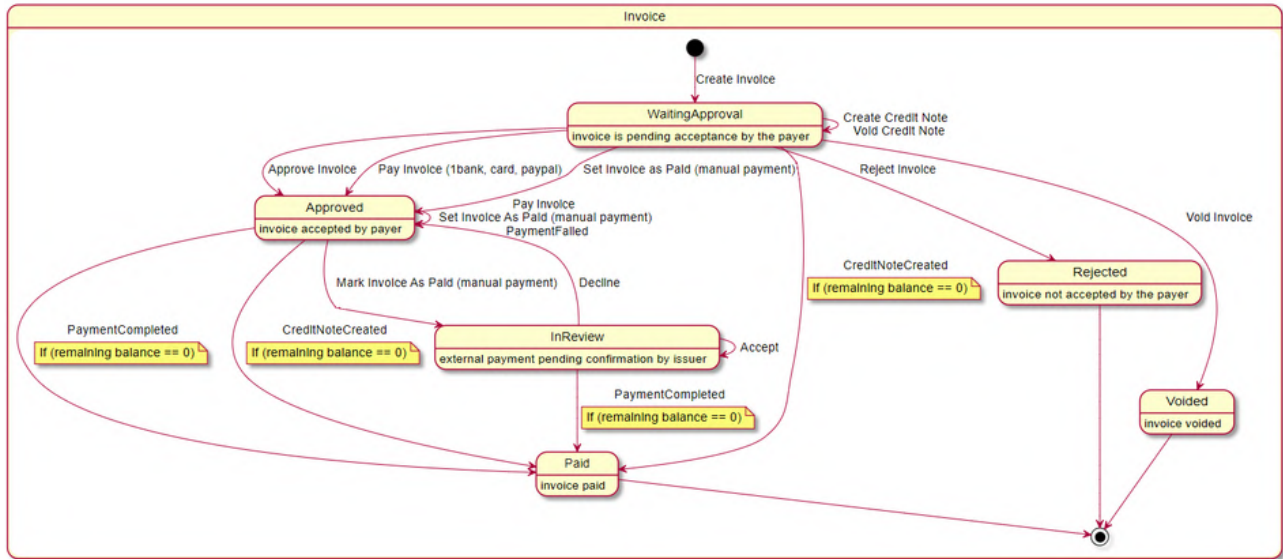 Invoice
Create Invoice
WaitingApproval
invoice is pending acceptance by the payer
Create Credit Note
Void Credit Note
Approve Invoice
Pay Invoice (1bank, card, paypal)
Set Invoice as Paid (manual payment)
Reject Invoice
Void Invoice
Approved
invoice accepted by payer
Pay Invoice
Set Invoice As Paid (manual payment)
PaymentFailed
Mark Invoice As Paid (manual payment)
Decline
CreditNoteCreated
If (remaining balance == 0)
Rejected
invoice not accepted by the payer
PaymentCompleted
If (remaining balance == 0)
CreditNoteCreated
If (remaining balance == 0)
InReview
external payment pending confirmation by issuer
Accept
PaymentCompleted
If (remaining balance == 0)
Voided
invoice voided
Paid
invoice paid